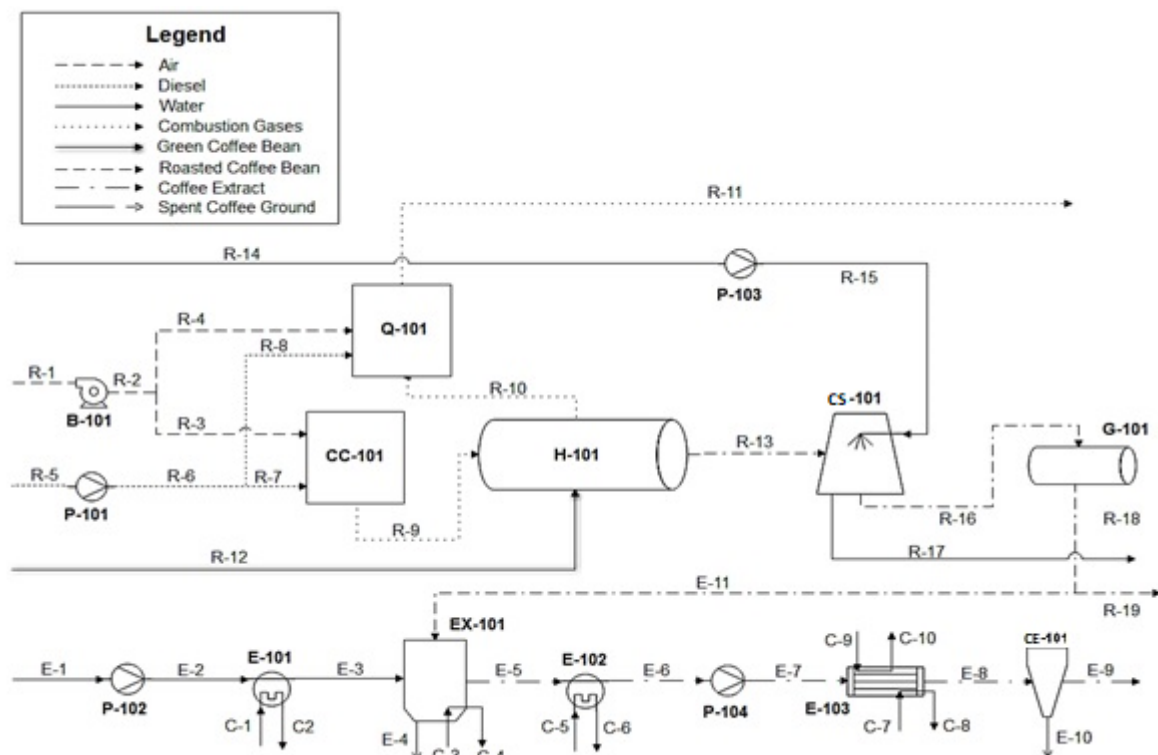 Legend
Air
Diesel
Water
Combustion Gases
Green Coffee Bean
Roasted Coffee Bean
Coffee Extract
Spent Coffee Ground
R-11
R-14
P-103
R-15
R-4
Q-101
R-8
R-1
R-2
R-10
B-101
R-3
CS-101
G-101
CC-101
H-101
R-13
R-5
R-6
R-7
P-101
R-9
R-16
R-18
R-12
R-17
E-11
R-19
EX-101
C-9
C-10
CE-101
E-1
E-2
E-101
E-3
E-5
E-102
E-6
E-7
E-8
E-9
P-102
P-104
E-103
C-1
C2
E-4
C-3
C-4
C-5
C-6
C-7
C-8
E-10